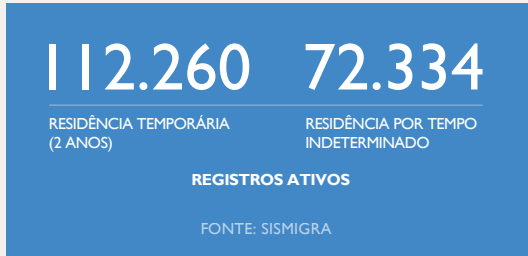 112.260 72.334
RESIDÊNCIA TEMPORÁRIA
(2 ANOS)
RESIDÊNCIA POR TEMPO
INDETERMINADO
REGISTROS ATIVOS
FONTE: SISMIGRA